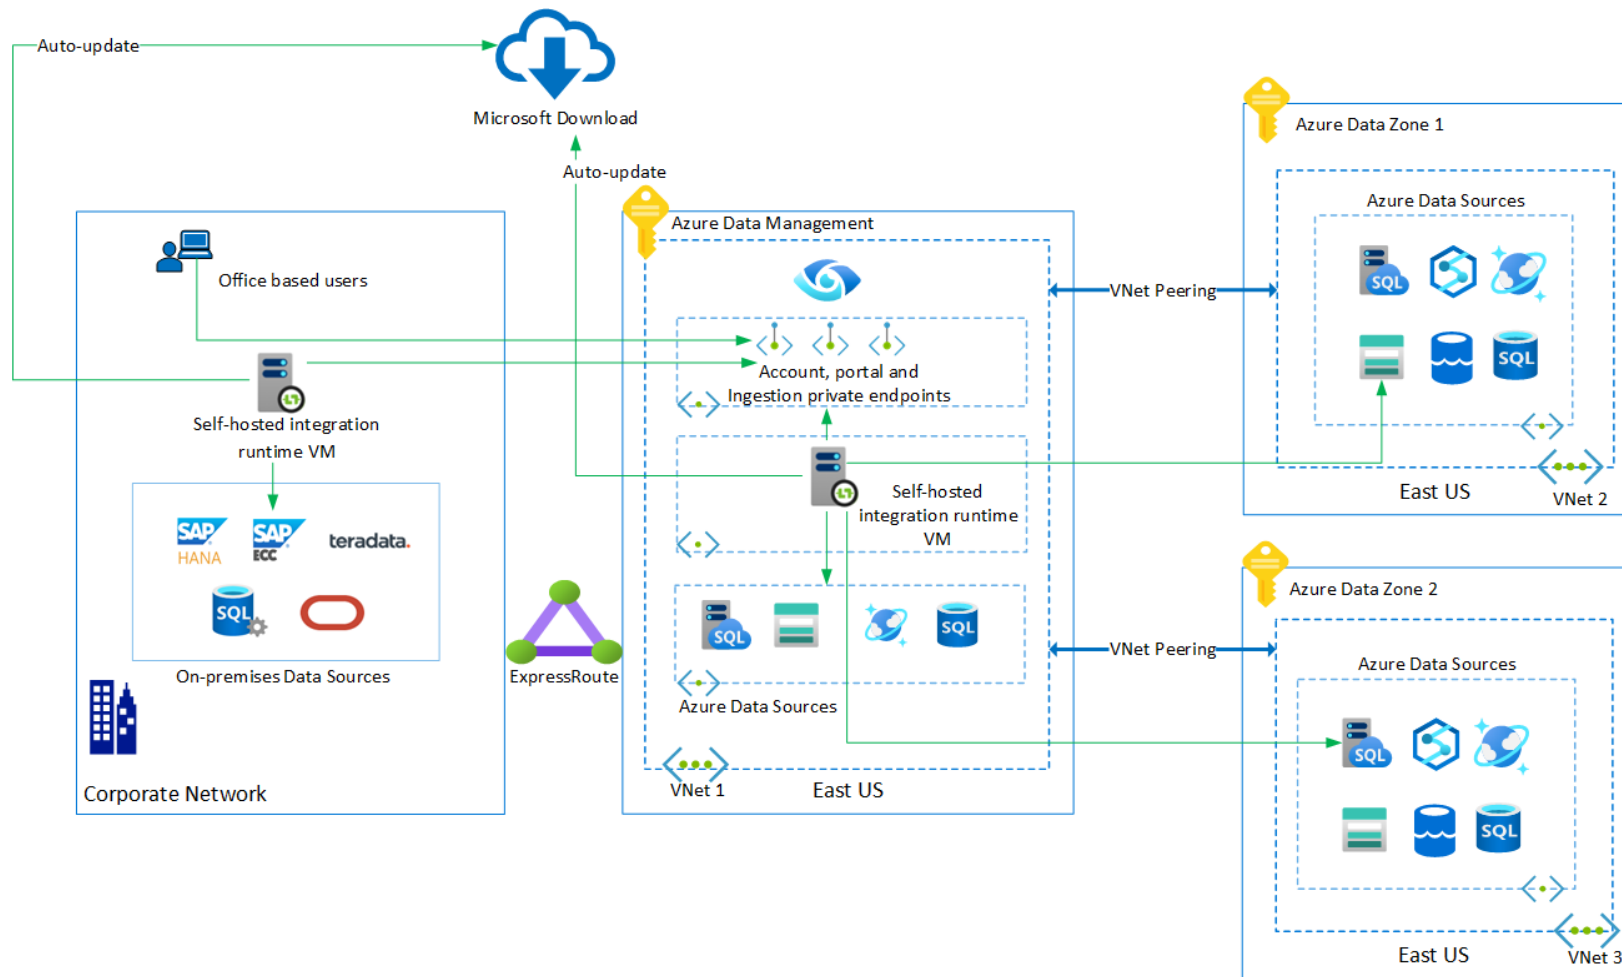 Auto-update
Microsoft Download
Auto-update
Azure Data Zone 1
Azure Data Sources
SQL
SQL
East US
VNet 2
Office based users
Self-hosted integration
runtime VM
SAP
HANA
SAP
ECC
teradata.
SQL
On-premises Data Sources
Corporate Network
ExpressRoute
Azure Data Management
Account, portal and
Ingestion private endpoints
Self-hosted
integration runtime
VM
SQL
SQL
Azure Data Sources
VNet 1
East US
VNet Peering
VNet Peering
Azure Data Zone 2
Azure Data Sources
SQL
SQL
East US
VNet 3